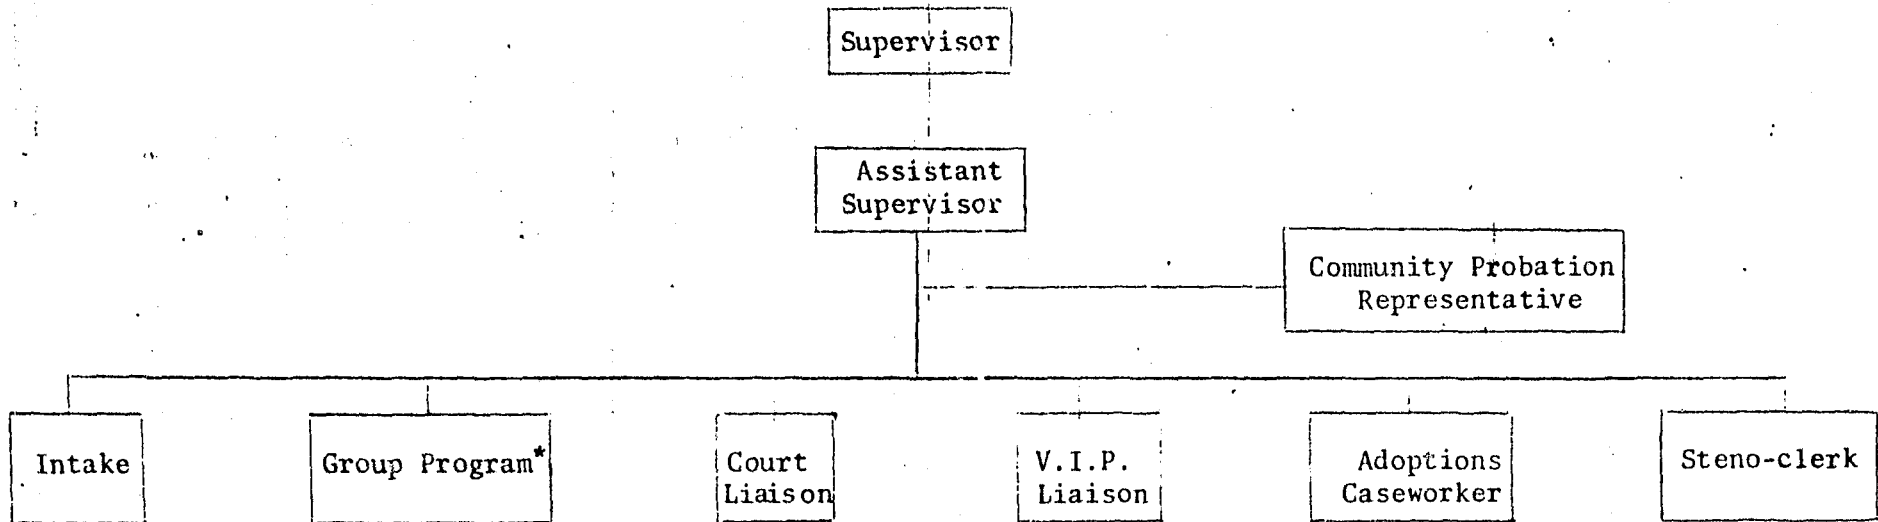 Supervisor
Assistant
Supervisor
Community Probation
Representative
Intake
Group Program*
Court
Liaison
V.I.P.
Liaison
Adoptions
Caseworker
Steno-clerk